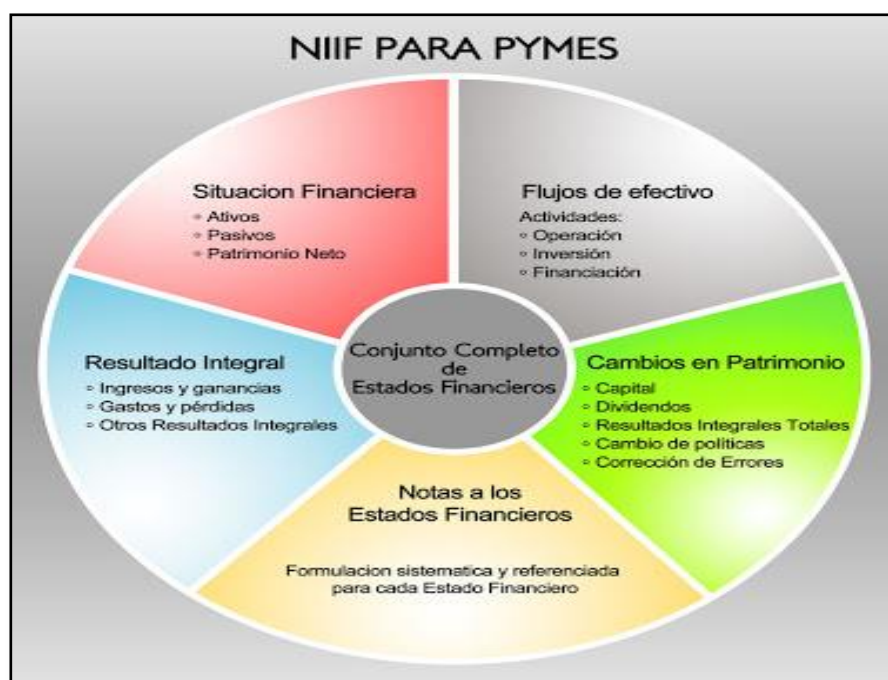 NIIF PARA PYMES
Situacion Financiera
◦ Ativos
◦ Pasivos
◦ Patrimonio Neto
Flujos de efectivo
Actividades:
◦ Operación
◦ Inversión
◦ Financiación
Resultado Integral
◦ Ingresos y ganancias
◦ Gastos y pérdidas
◦ Otros Resultados Integrales
Conjunto Completo
de
Estados Financieros
Cambios en Patrimonio
◦ Capital
◦ Dividendos
◦ Resultados Integrales Totales
◦ Cambio de políticas
◦ Corrección de Errores
Notas a los
Estados Financieros
Formulacion sistematica y referenciada
para cada Estado Financiero